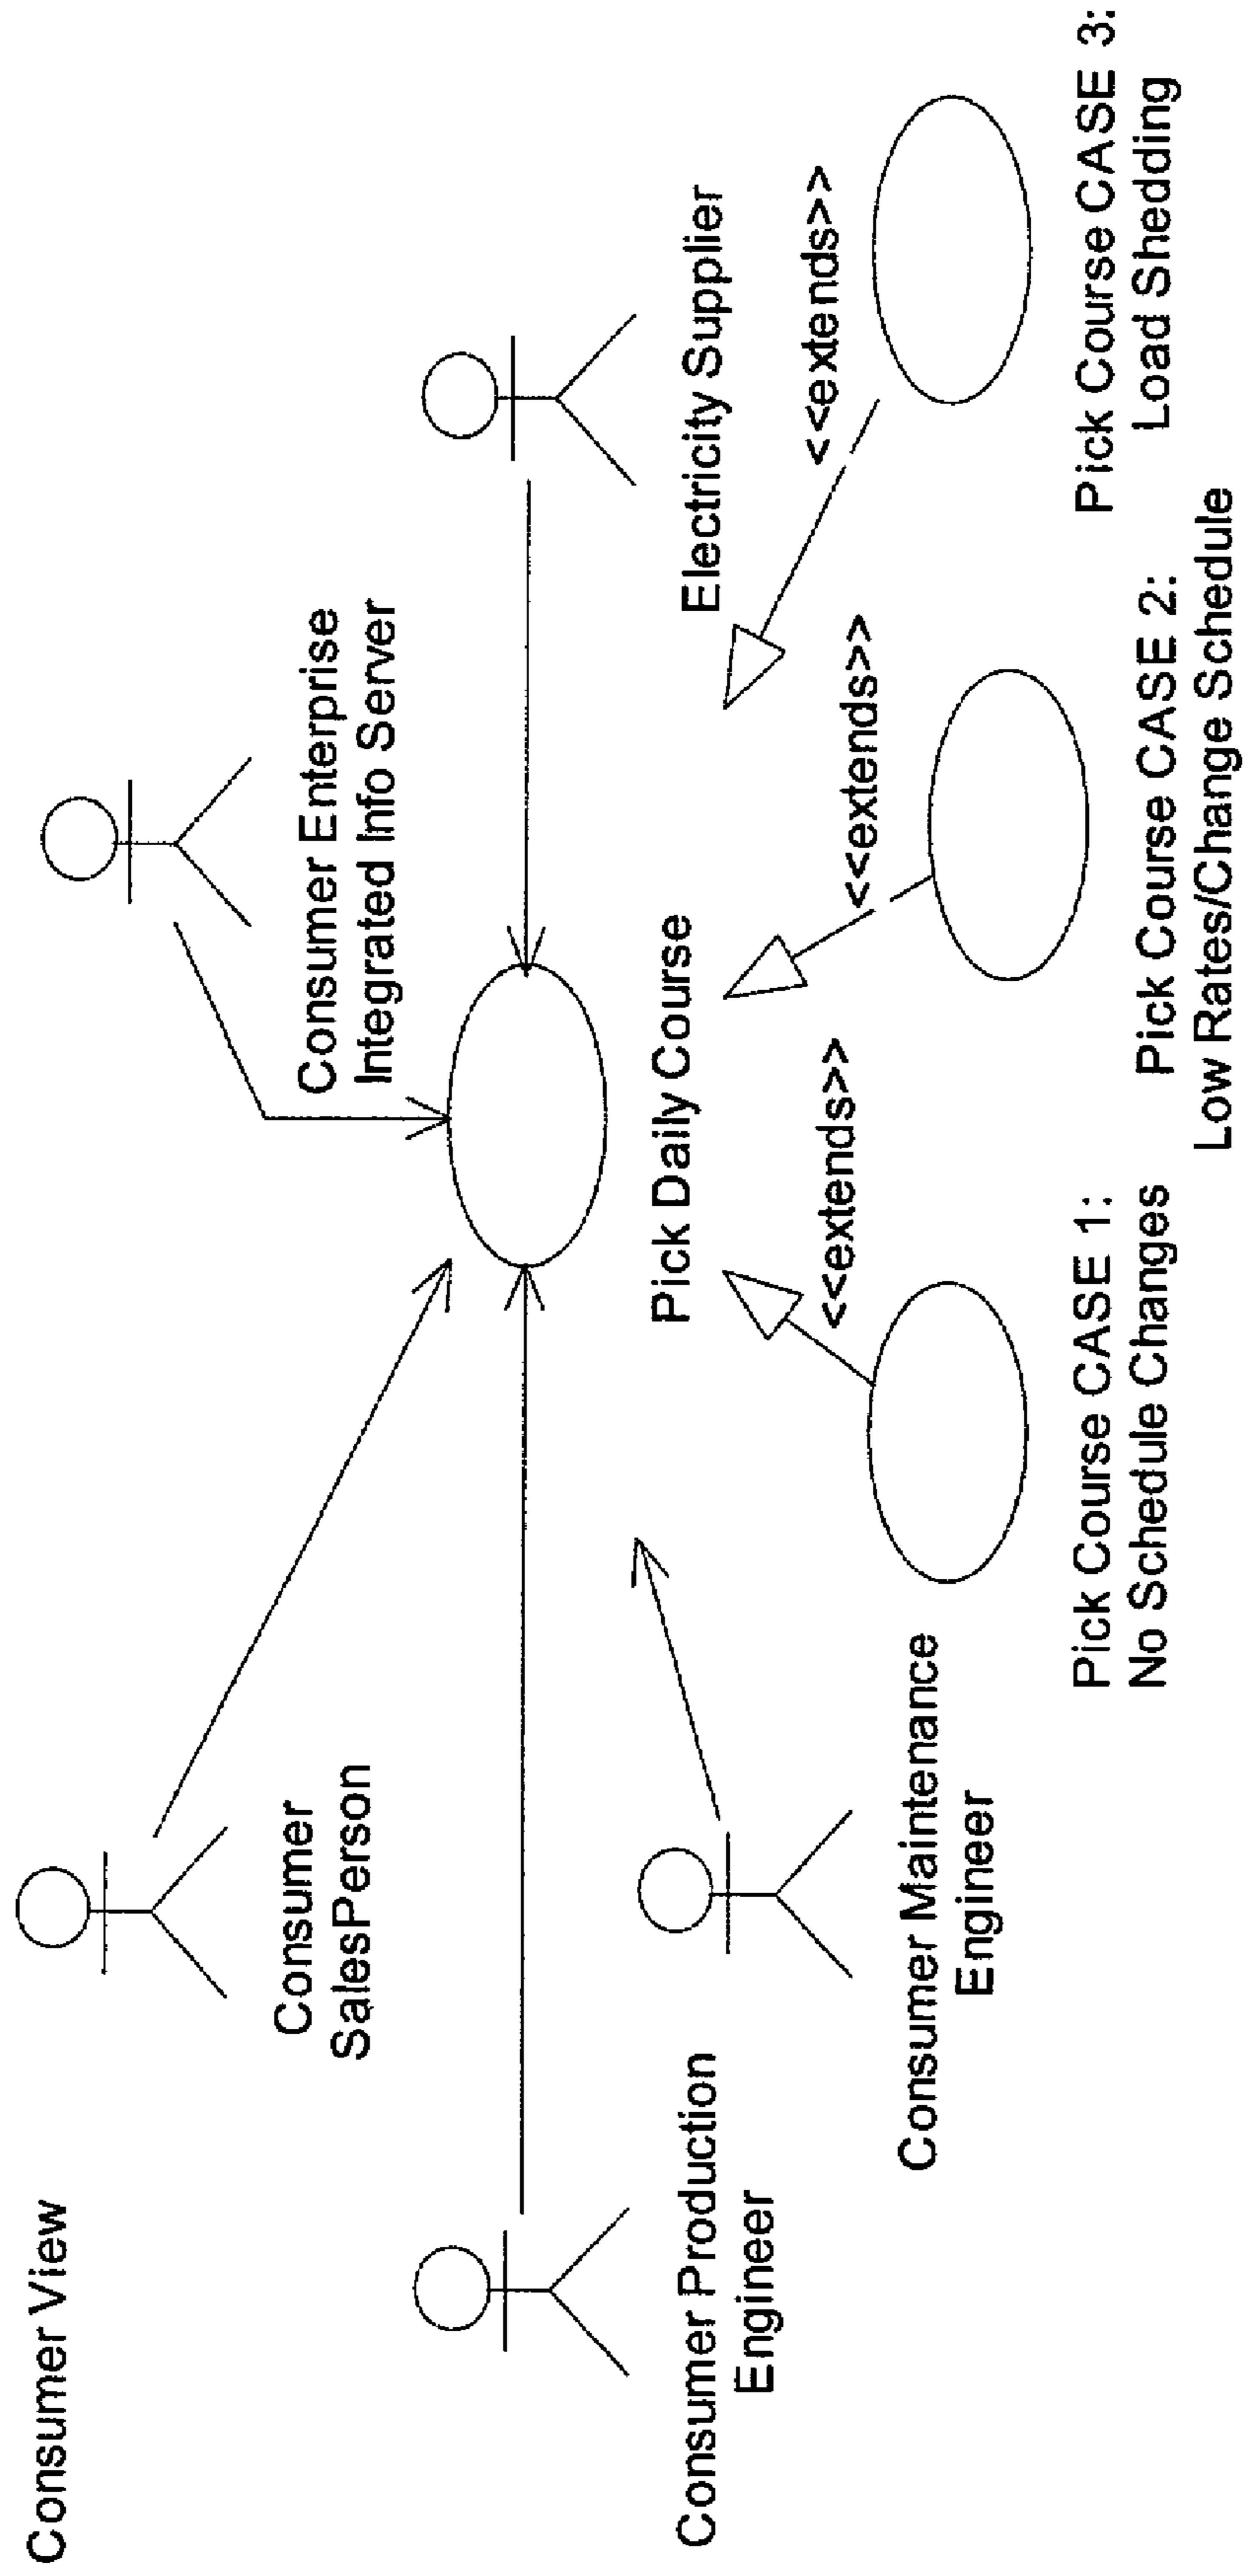 Consumer View
Consumer
SalesPerson
Consumer Enterprise
Integrated Info Server
Consumer Production
Engineer
Pick Daily Course
Electricity Supplier
Consumer Maintenance
Engineer
<<extends>>
<<extends>>
<<extends>>
Pick Course CASE 1:
No Schedule Changes
Pick Course CASE 2:
Low Rates/Change Schedule
Pick Course CASE 3:
Load Shedding